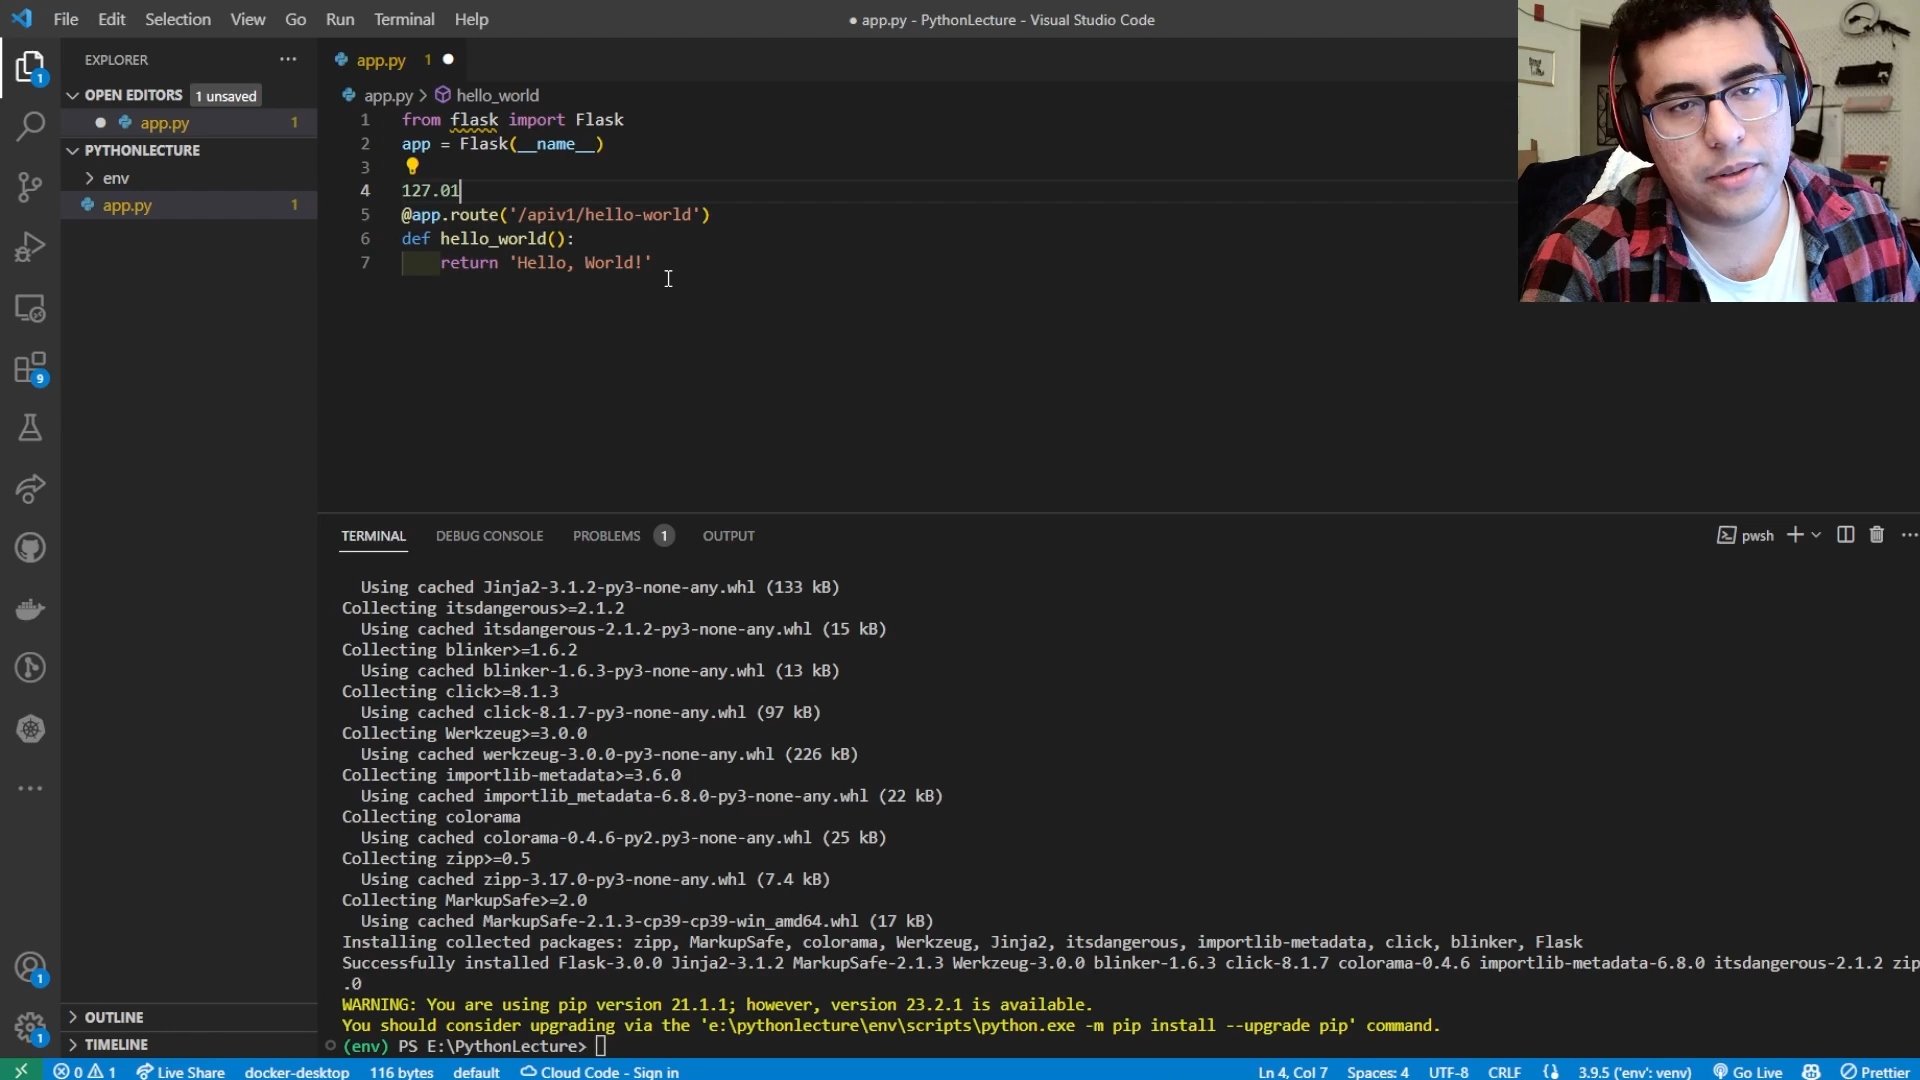 File Edit Selection View Go Run Terminal Help
● app.py - PythonLecture - Visual Studio Code
EXPLORER
OPEN EDITORS 1 unsaved
app.py 1
PYTHONLECTURE
env
app.py 1
OUTLINE
TIMELINE
1
9
1
1
app.py 1
app.py > hello_world
1 from flask import Flask
2 app = Flask(__name__)
3
4 127.01
5 @app.route('/apiv1/hello-world')
6 def hello_world():
7 return 'Hello, World!'
TERMINAL DEBUG CONSOLE PROBLEMS 1 OUTPUT
pwsh
Using cached Jinja2-3.1.2-py3-none-any.whl (133 kB)
Collecting itsdangerous>=2.1.2
Using cached itsdangerous-2.1.2-py3-none-any.whl (15 kB)
Collecting blinker>=1.6.2
Using cached blinker-1.6.3-py3-none-any.whl (13 kB)
Collecting click>=8.1.3
Using cached click-8.1.7-py3-none-any.whl (97 kB)
Collecting Werkzeug>=3.0.0
Using cached werkzeug-3.0.0-py3-none-any.whl (226 kB)
Collecting importlib-metadata>=3.6.0
Using cached importlib_metadata-6.8.0-py3-none-any.whl (22 kB)
Collecting colorama
Using cached colorama-0.4.6-py2.py3-none-any.whl (25 kB)
Collecting zipp>=0.5
Using cached zipp-3.17.0-py3-none-any.whl (7.4 kB)
Collecting MarkupSafe>=2.0
Using cached MarkupSafe-2.1.3-cp39-cp39-win_amd64.whl (17 kB)
Installing collected packages: zipp, MarkupSafe, colorama, Werkzeug, Jinja2, itsdangerous, importlib-metadata, click, blinker, Flask
Successfully installed Flask-3.0.0 Jinja2-3.1.2 MarkupSafe-2.1.3 Werkzeug-3.0.0 blinker-1.6.3 click-8.1.7 colorama-0.4.6 importlib-metadata-6.8.0 itsdangerous-2.1.2 zip
.0
WARNING: You are using pip version 21.1.1; however, version 23.2.1 is available.
You should consider upgrading via the 'e:\pythonlecture\env\scripts\python.exe -m pip install --upgrade pip' command.
(env) PS E:\PythonLecture>
0 1 Live Share docker-desktop 116 bytes default Cloud Code - Sign in Ln 4, Col 7 Spaces: 4 UTF-8 CRLF 3.9.5 ('env': venv) Go Live Prettier